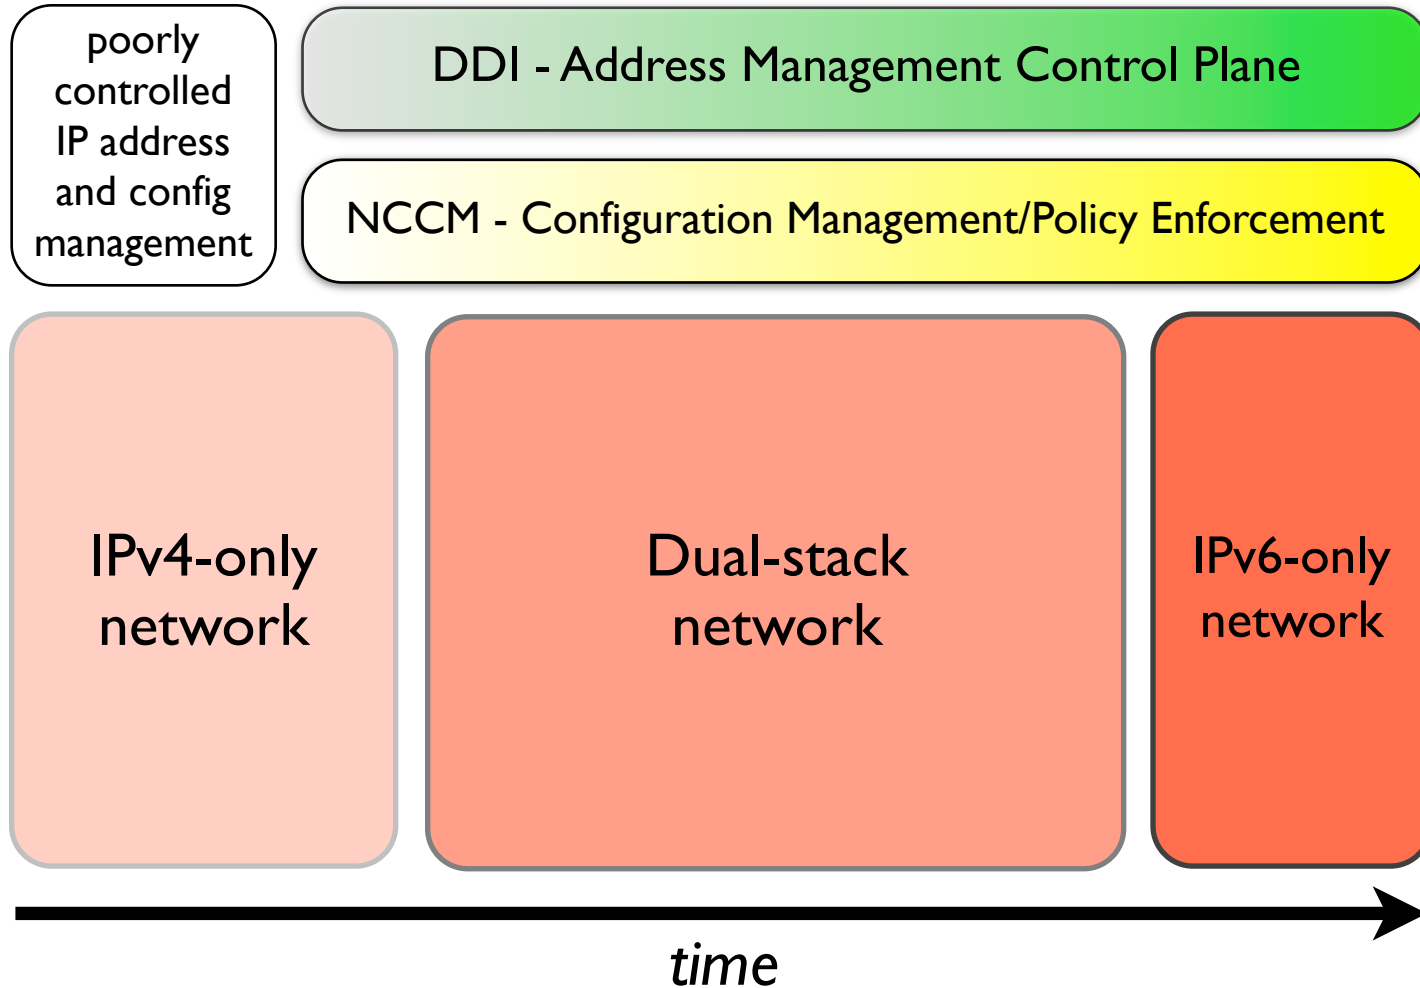 poorly
controlled
IP address
and config
management
DDI - Address Management Control Plane
NCCM - Configuration Management/Policy Enforcement
IPv4-only
network
Dual-stack
network
IPv6-only
network
time